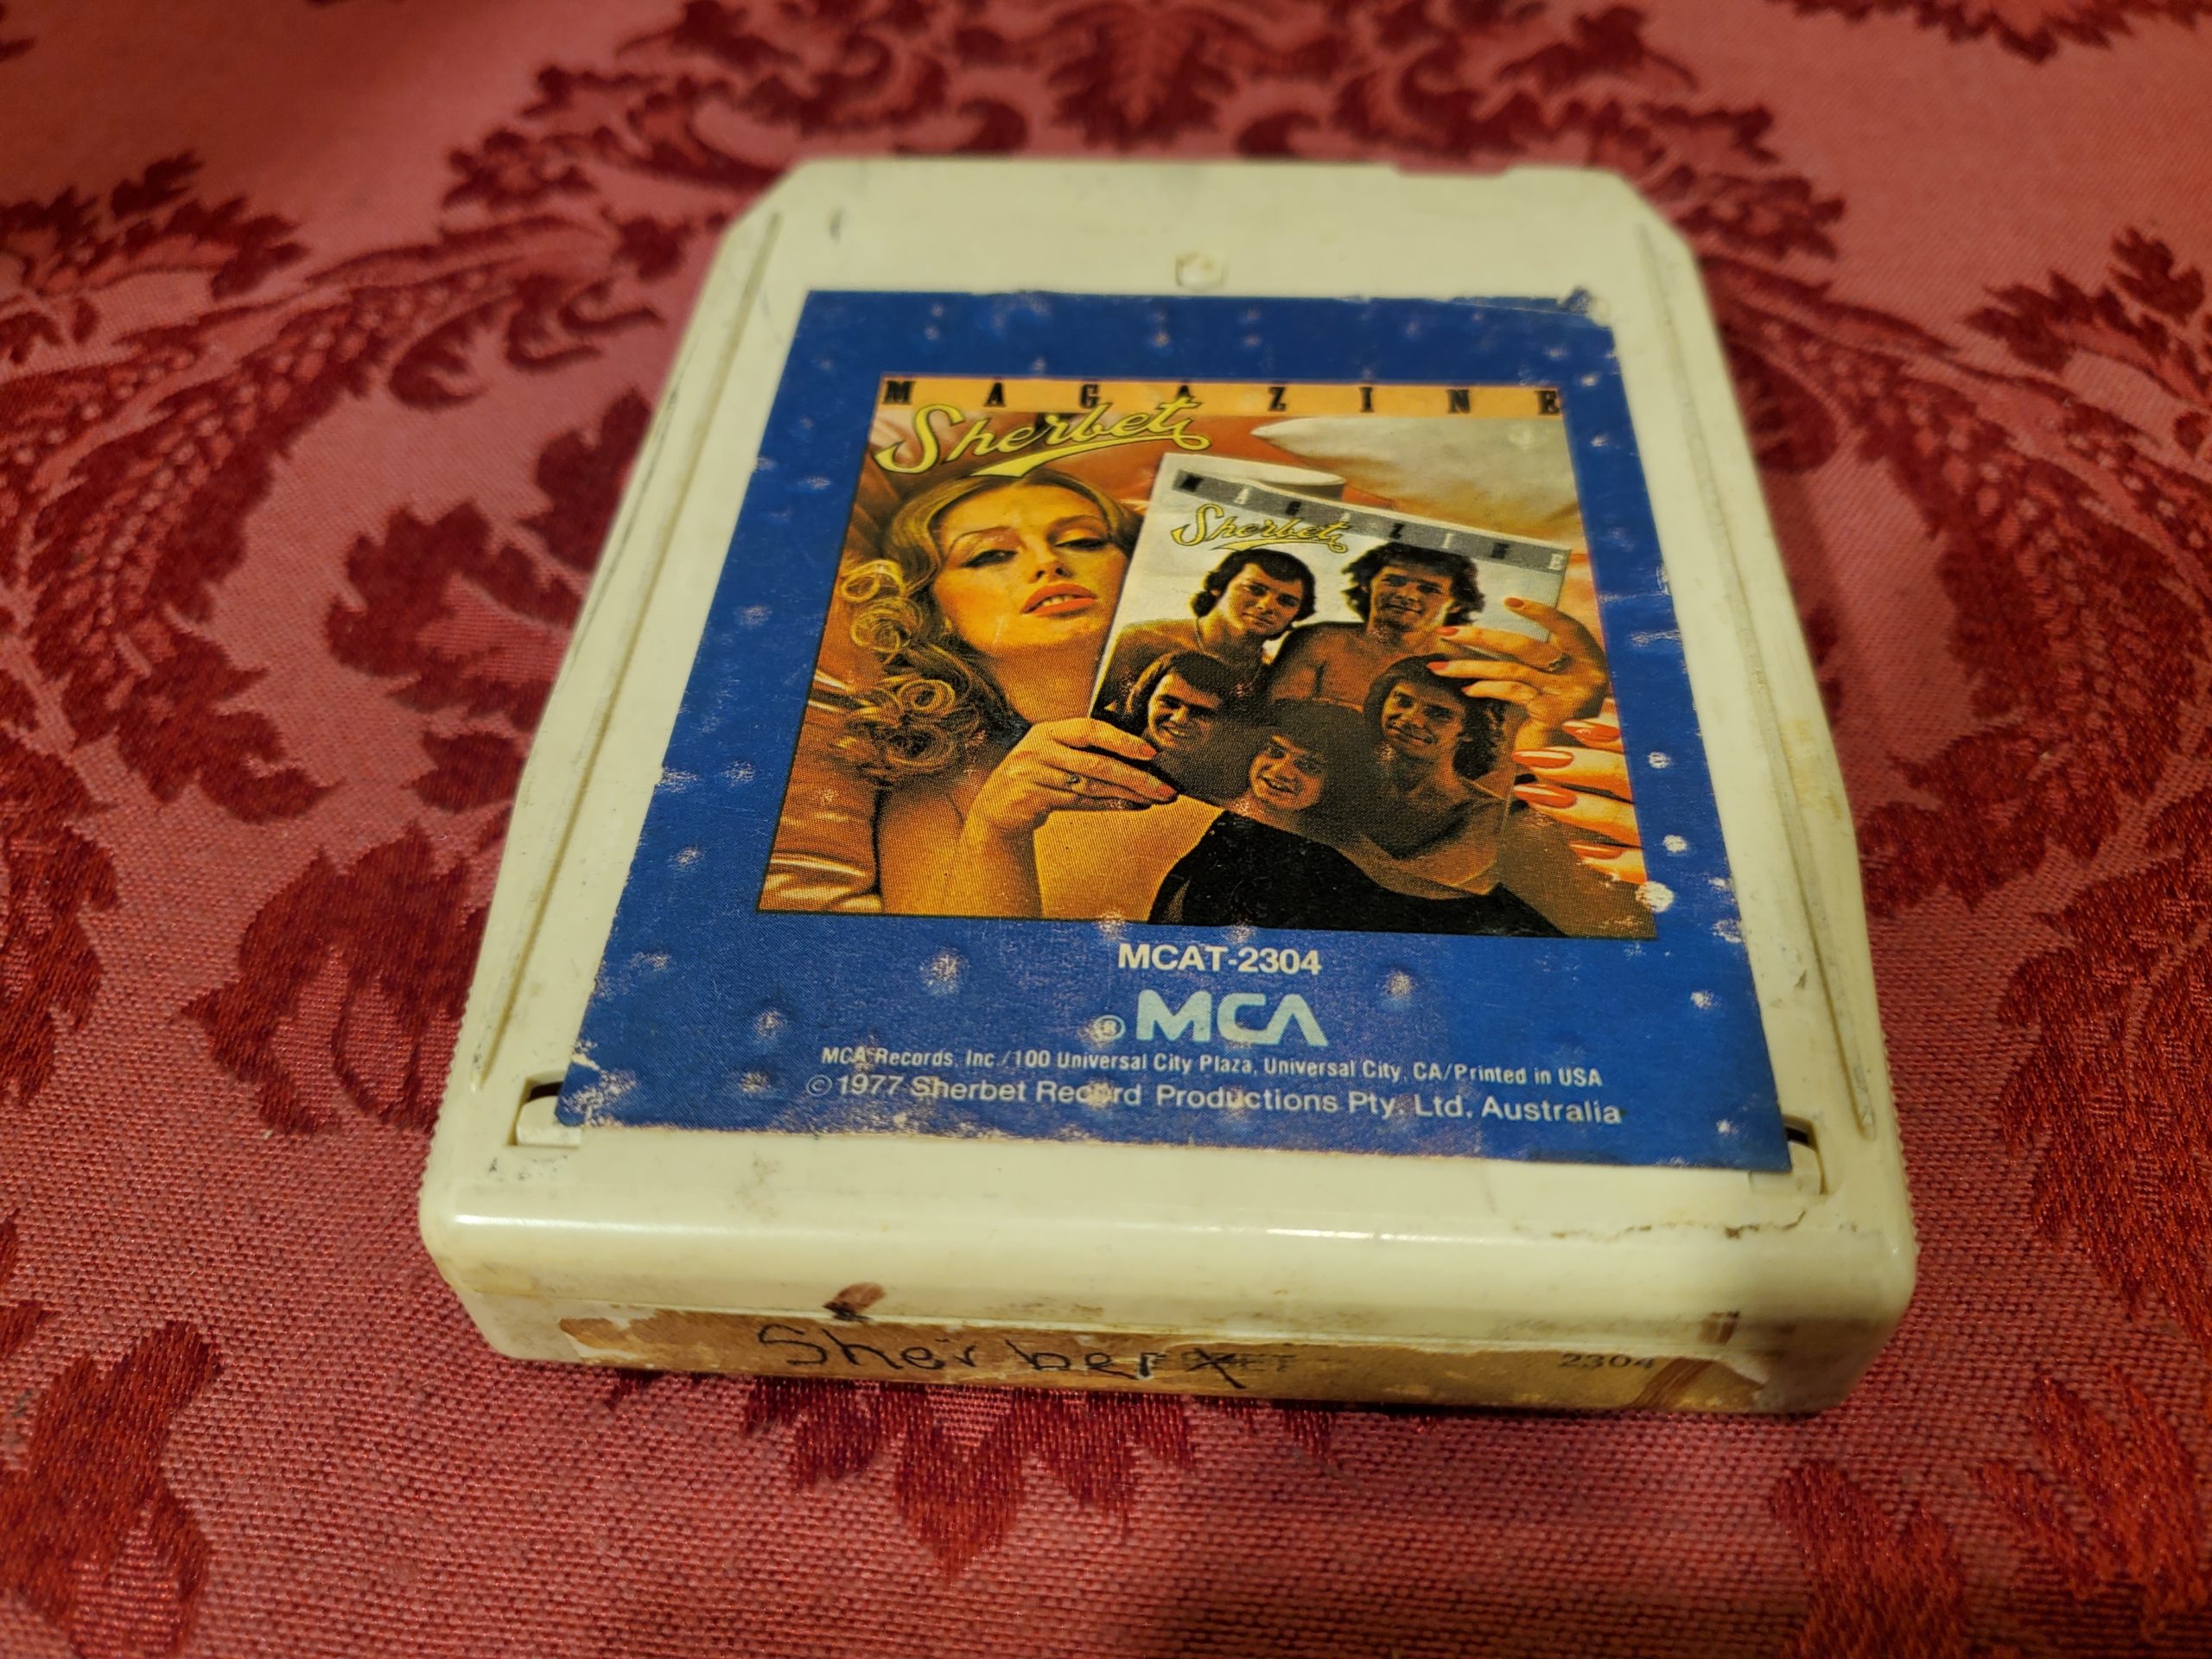 MAGAZINE
Sherbet
MAGAZINE
Sherbet
MCAT-2304
® MCA
MCA Records, Inc./100 Universal City Plaza, Universal City, CA/Printed in USA
©1977 Sherbet Record Productions Pty. Ltd. Australia
Sherbert
2304